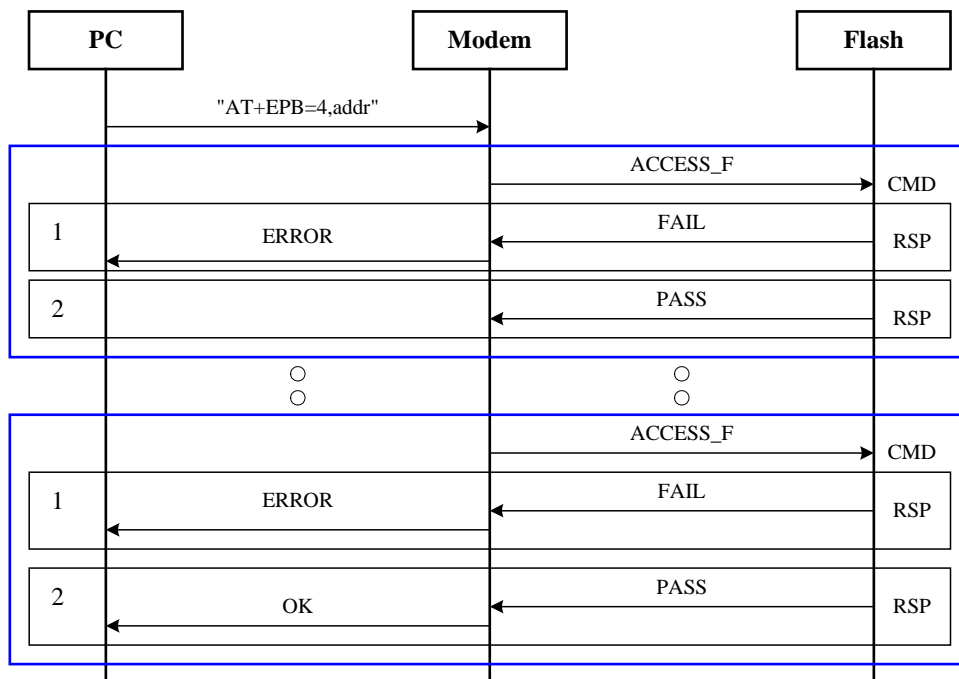 PC Modem Flash
"AT+EPB=4,addr"
ACCESS_F CMD
1 ERROR FAIL RSP
2 PASS RSP
ACCESS_F CMD
1 ERROR FAIL RSP
2 OK PASS RSP